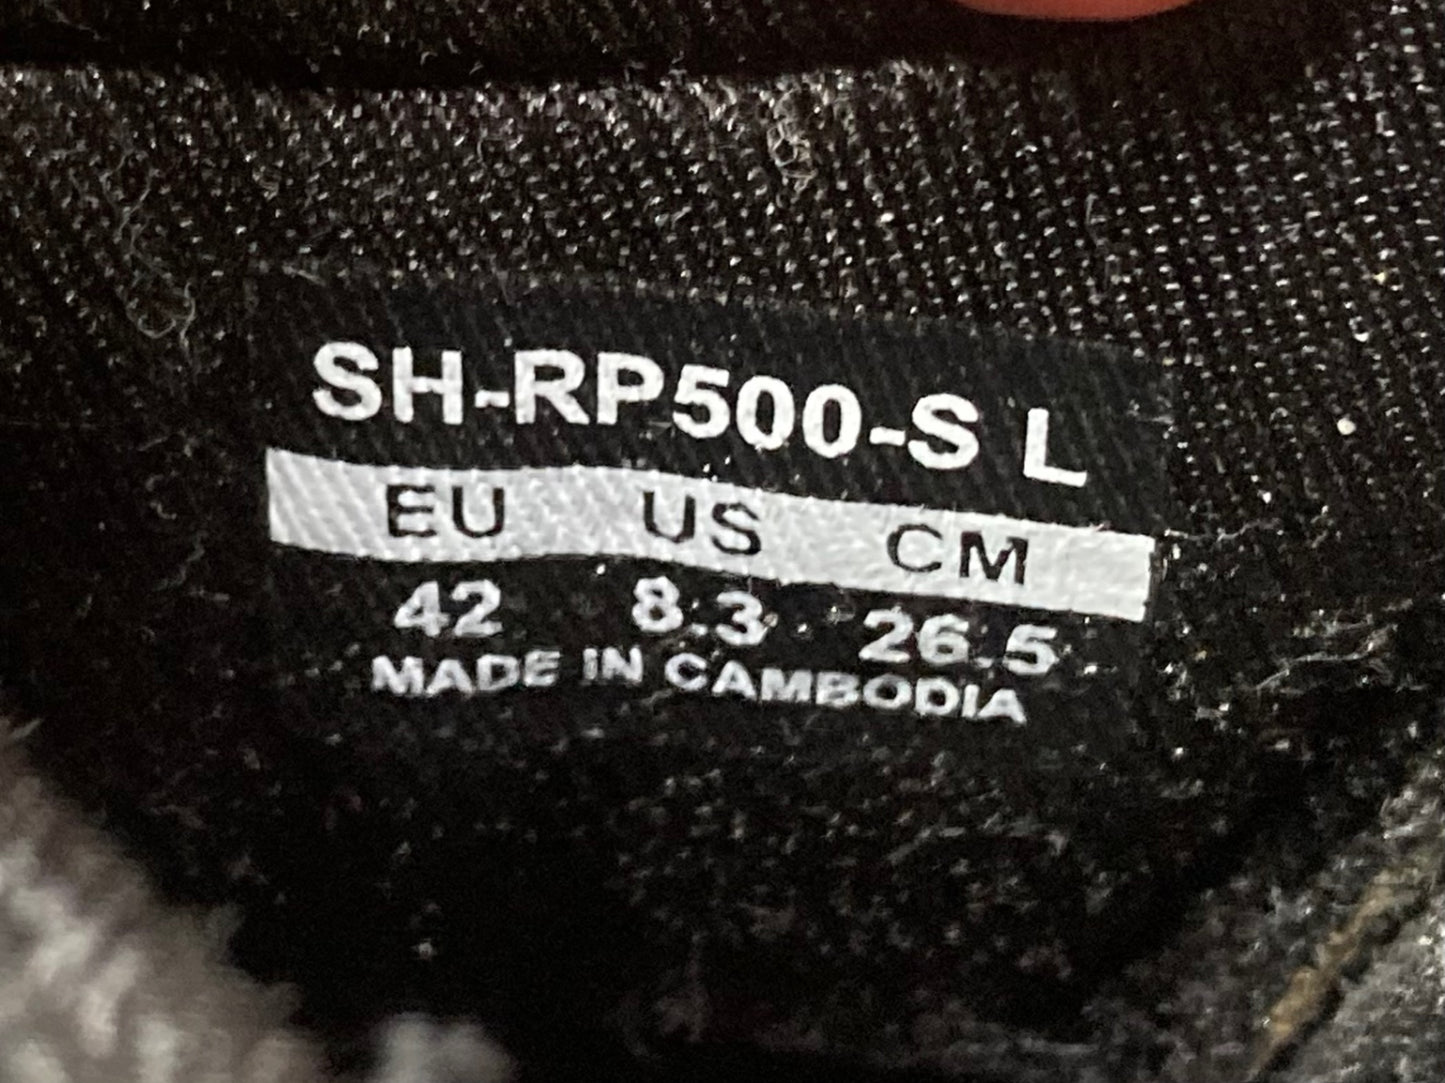 SH-RP500-S L
EU US CM
42 8.3 26.5
MADE IN CAMBODIA